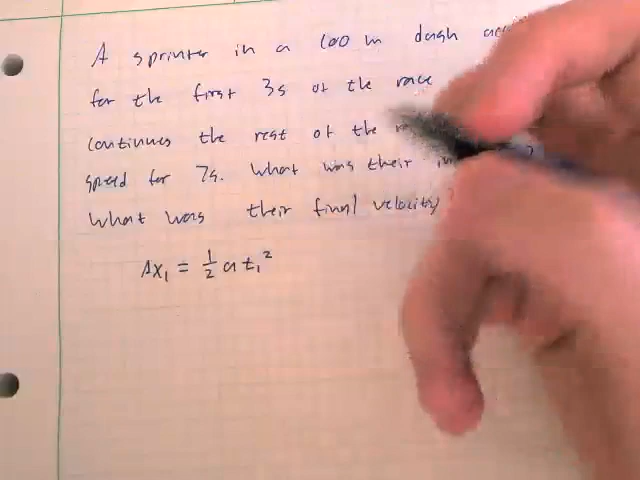 A sprinter in a 100 m dash
for the first 3s of the race
continues the rest of the
speed for 7s. What was their
What was their final velocity
Δx₁ = ½ a t₁²